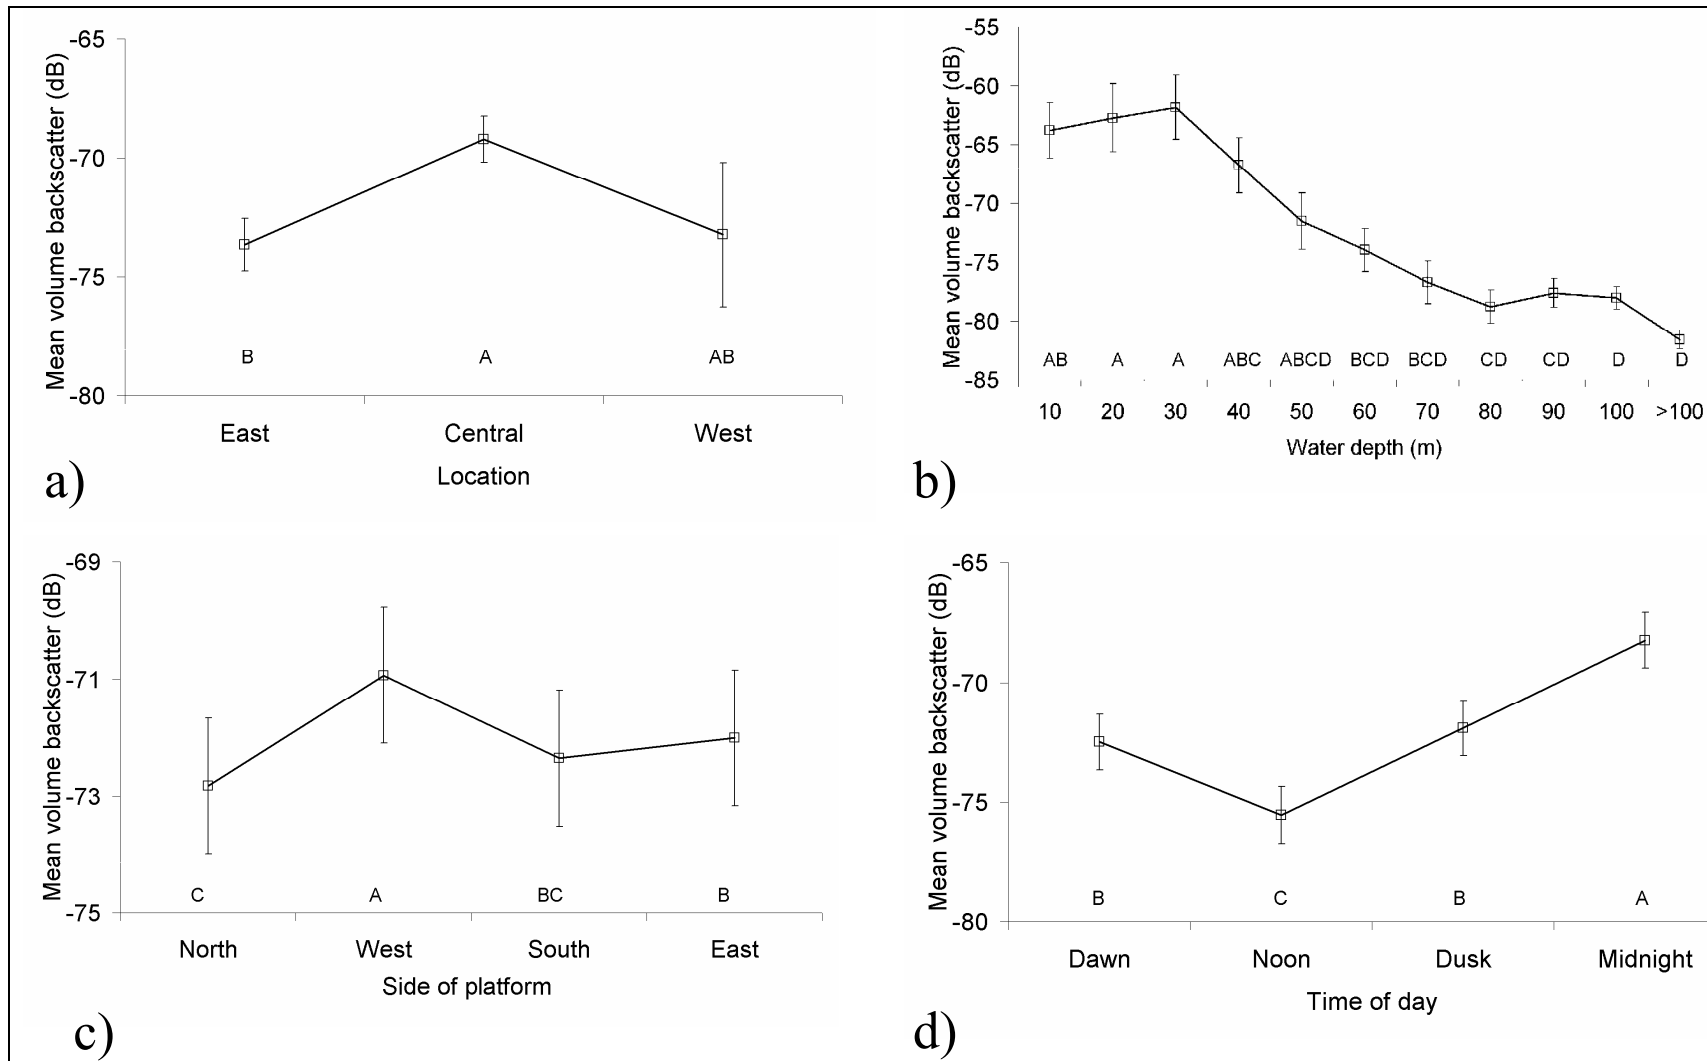 Mean volume backscatter (dB)
-65
-70
-75
-80
B A AB
East Central West
Location
a)
Mean volume backscatter (dB)
-55
-60
-65
-70
-75
-80
-85
AB A A ABC ABCD BCD BCD CD CD D D
10 20 30 40 50 60 70 80 90 100 >100
Water depth (m)
b)
Mean volume backscatter (dB)
-69
-71
-73
-75
C A BC B
North West South East
Side of platform
c)
Mean volume backscatter (dB)
-65
-70
-75
-80
B C B A
Dawn Noon Dusk Midnight
Time of day
d)